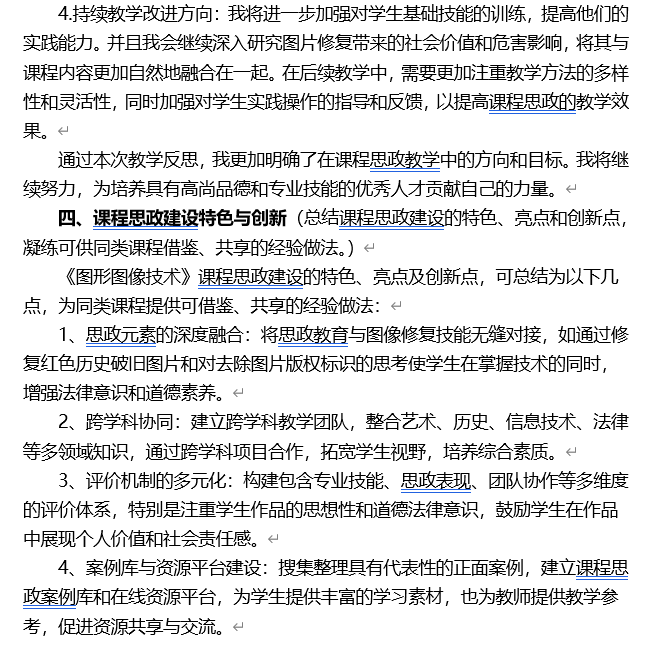 4.持续教学改进方向：我将进一步加强对学生基础技能的训练，提高他们的
实践能力。并且我会继续深入研究图片修复带来的社会价值和危害影响，将其与
课程内容更加自然地融合在一起。在后续教学中，需要更加注重教学方法的多样
性和灵活性，同时加强对学生实践操作的指导和反馈，以提高课程思政的教学效
果。
通过本次教学反思，我更加明确了在课程思政教学中的方向和目标。我将继
续努力，为培养具有高尚品德和专业技能的优秀人才贡献自己的力量。
四、课程思政建设特色与创新（总结课程思政建设的特色、亮点和创新点，
凝练可供同类课程借鉴、共享的经验做法。）
《图形图像技术》课程思政建设的特色、亮点及创新点，可总结为以下几
点，为同类课程提供可借鉴、共享的经验做法：
1、思政元素的深度融合：将思政教育与图像修复技能无缝对接，如通过修
复红色历史破旧图片和对去除图片版权标识的思考使学生在掌握技术的同时，
增强法律意识和道德素养。
2、跨学科协同：建立跨学科教学团队，整合艺术、历史、信息技术、法律
等多领域知识，通过跨学科项目合作，拓宽学生视野，培养综合素质。
3、评价机制的多元化：构建包含专业技能、思政表现、团队协作等多维度
的评价体系，特别是注重学生作品的思想性和道德法律意识，鼓励学生在作品
中展现个人价值和社会责任感。
4、案例库与资源平台建设：搜集整理具有代表性的正面案例，建立课程思
政案例库和在线资源平台，为学生提供丰富的学习素材，也为教师提供教学参
考，促进资源共享与交流。